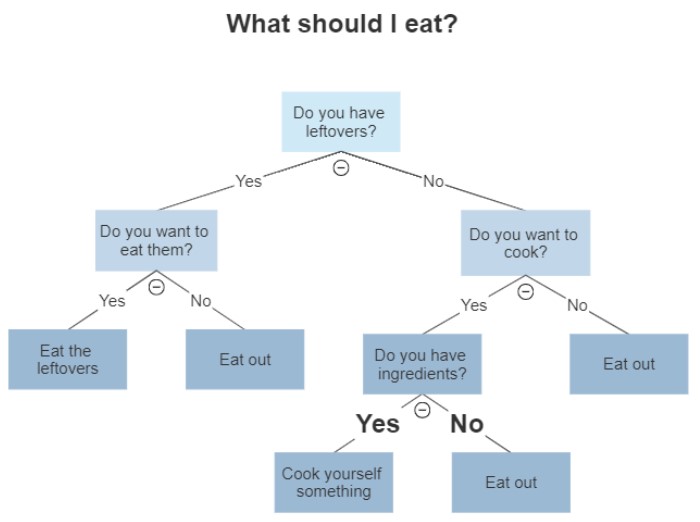 What should I eat?
Do you have
leftovers?
Yes
No
Do you want to
eat them?
Do you want to
cook?
Yes
No
Yes
No
Eat the
leftovers
Eat out
Do you have
ingredients?
Eat out
Yes
No
Cook yourself
something
Eat out